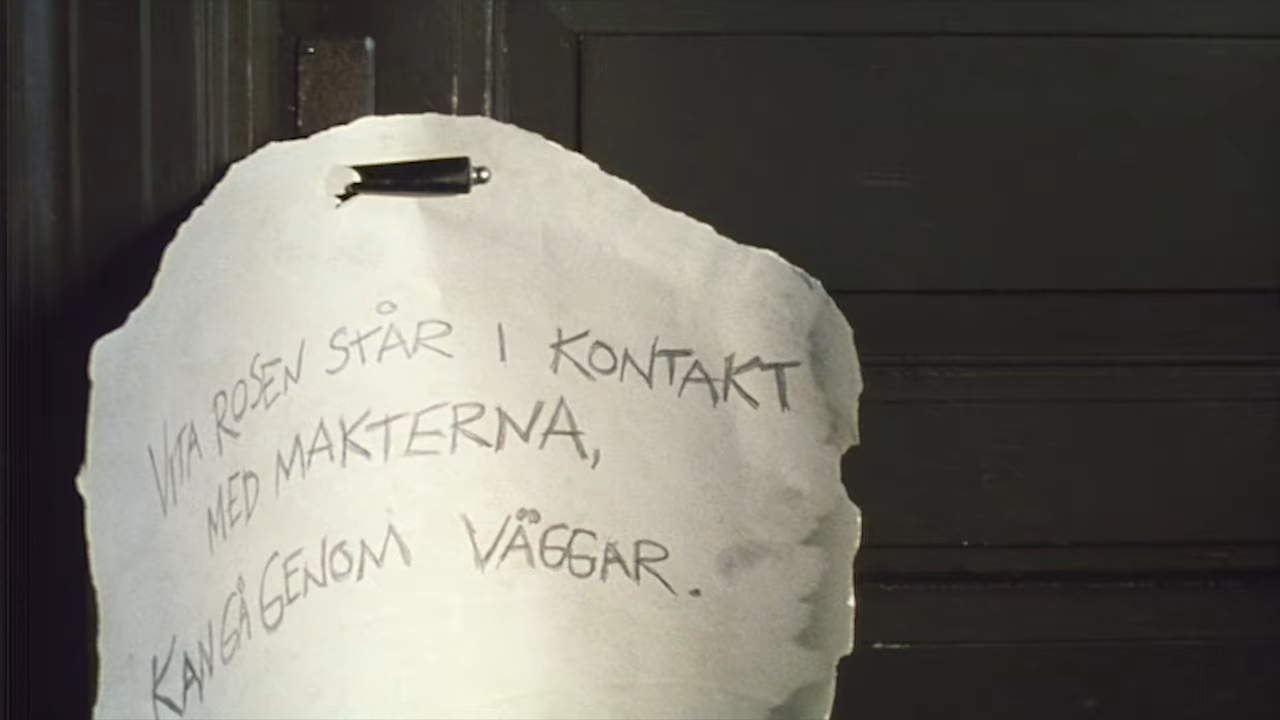 VITA ROSEN STÅR I KONTAKT
MED MAKTERNA,
KAN GÅ GENOM VÄGGAR.